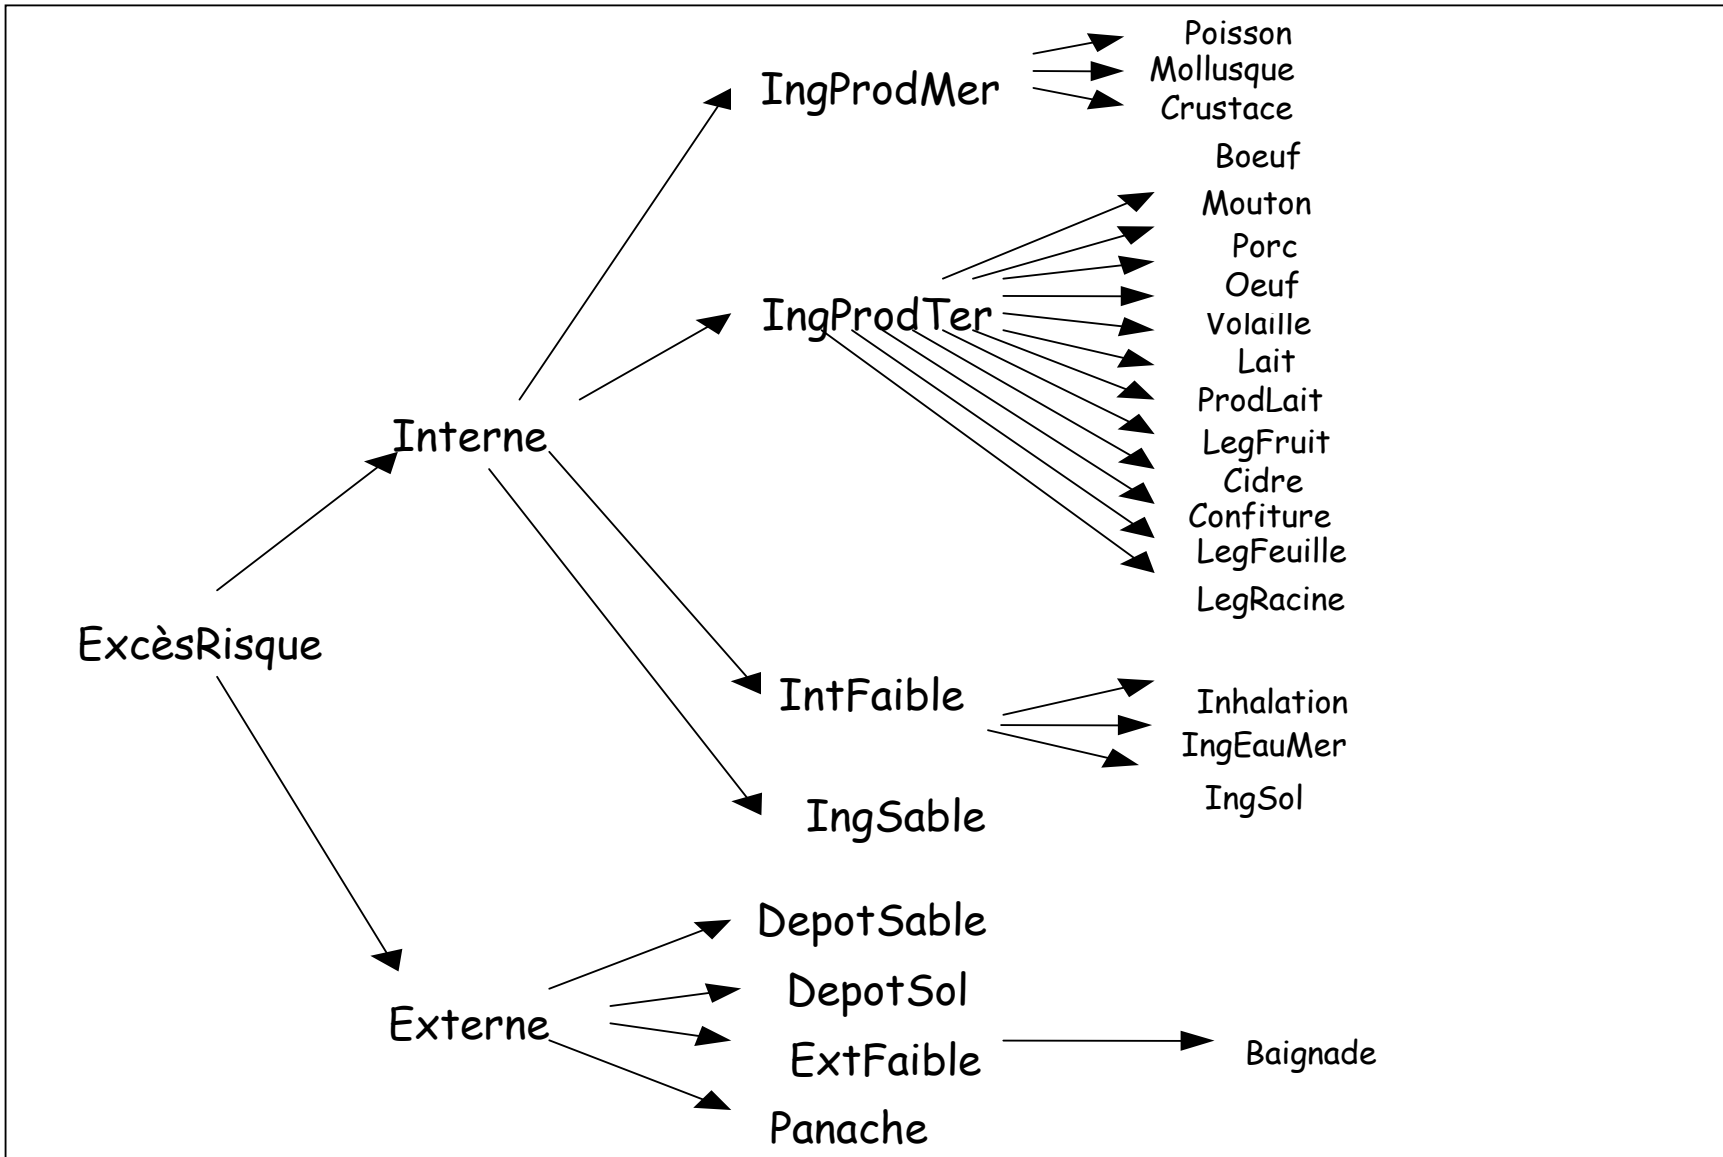 Poisson
Mollusque
IngProdMer
Crustace
Boeuf
Mouton
Porc
Oeuf
IngProdTer
Volaille
Lait
ProdLait
Interne
LegFruit
Cidre
Confiture
LegFeuille
LegRacine
ExcèsRisque
IntFaible
Inhalation
IngEauMer
IngSol
IngSable
DepotSable
DepotSol
Externe
ExtFaible
Baignade
Panache